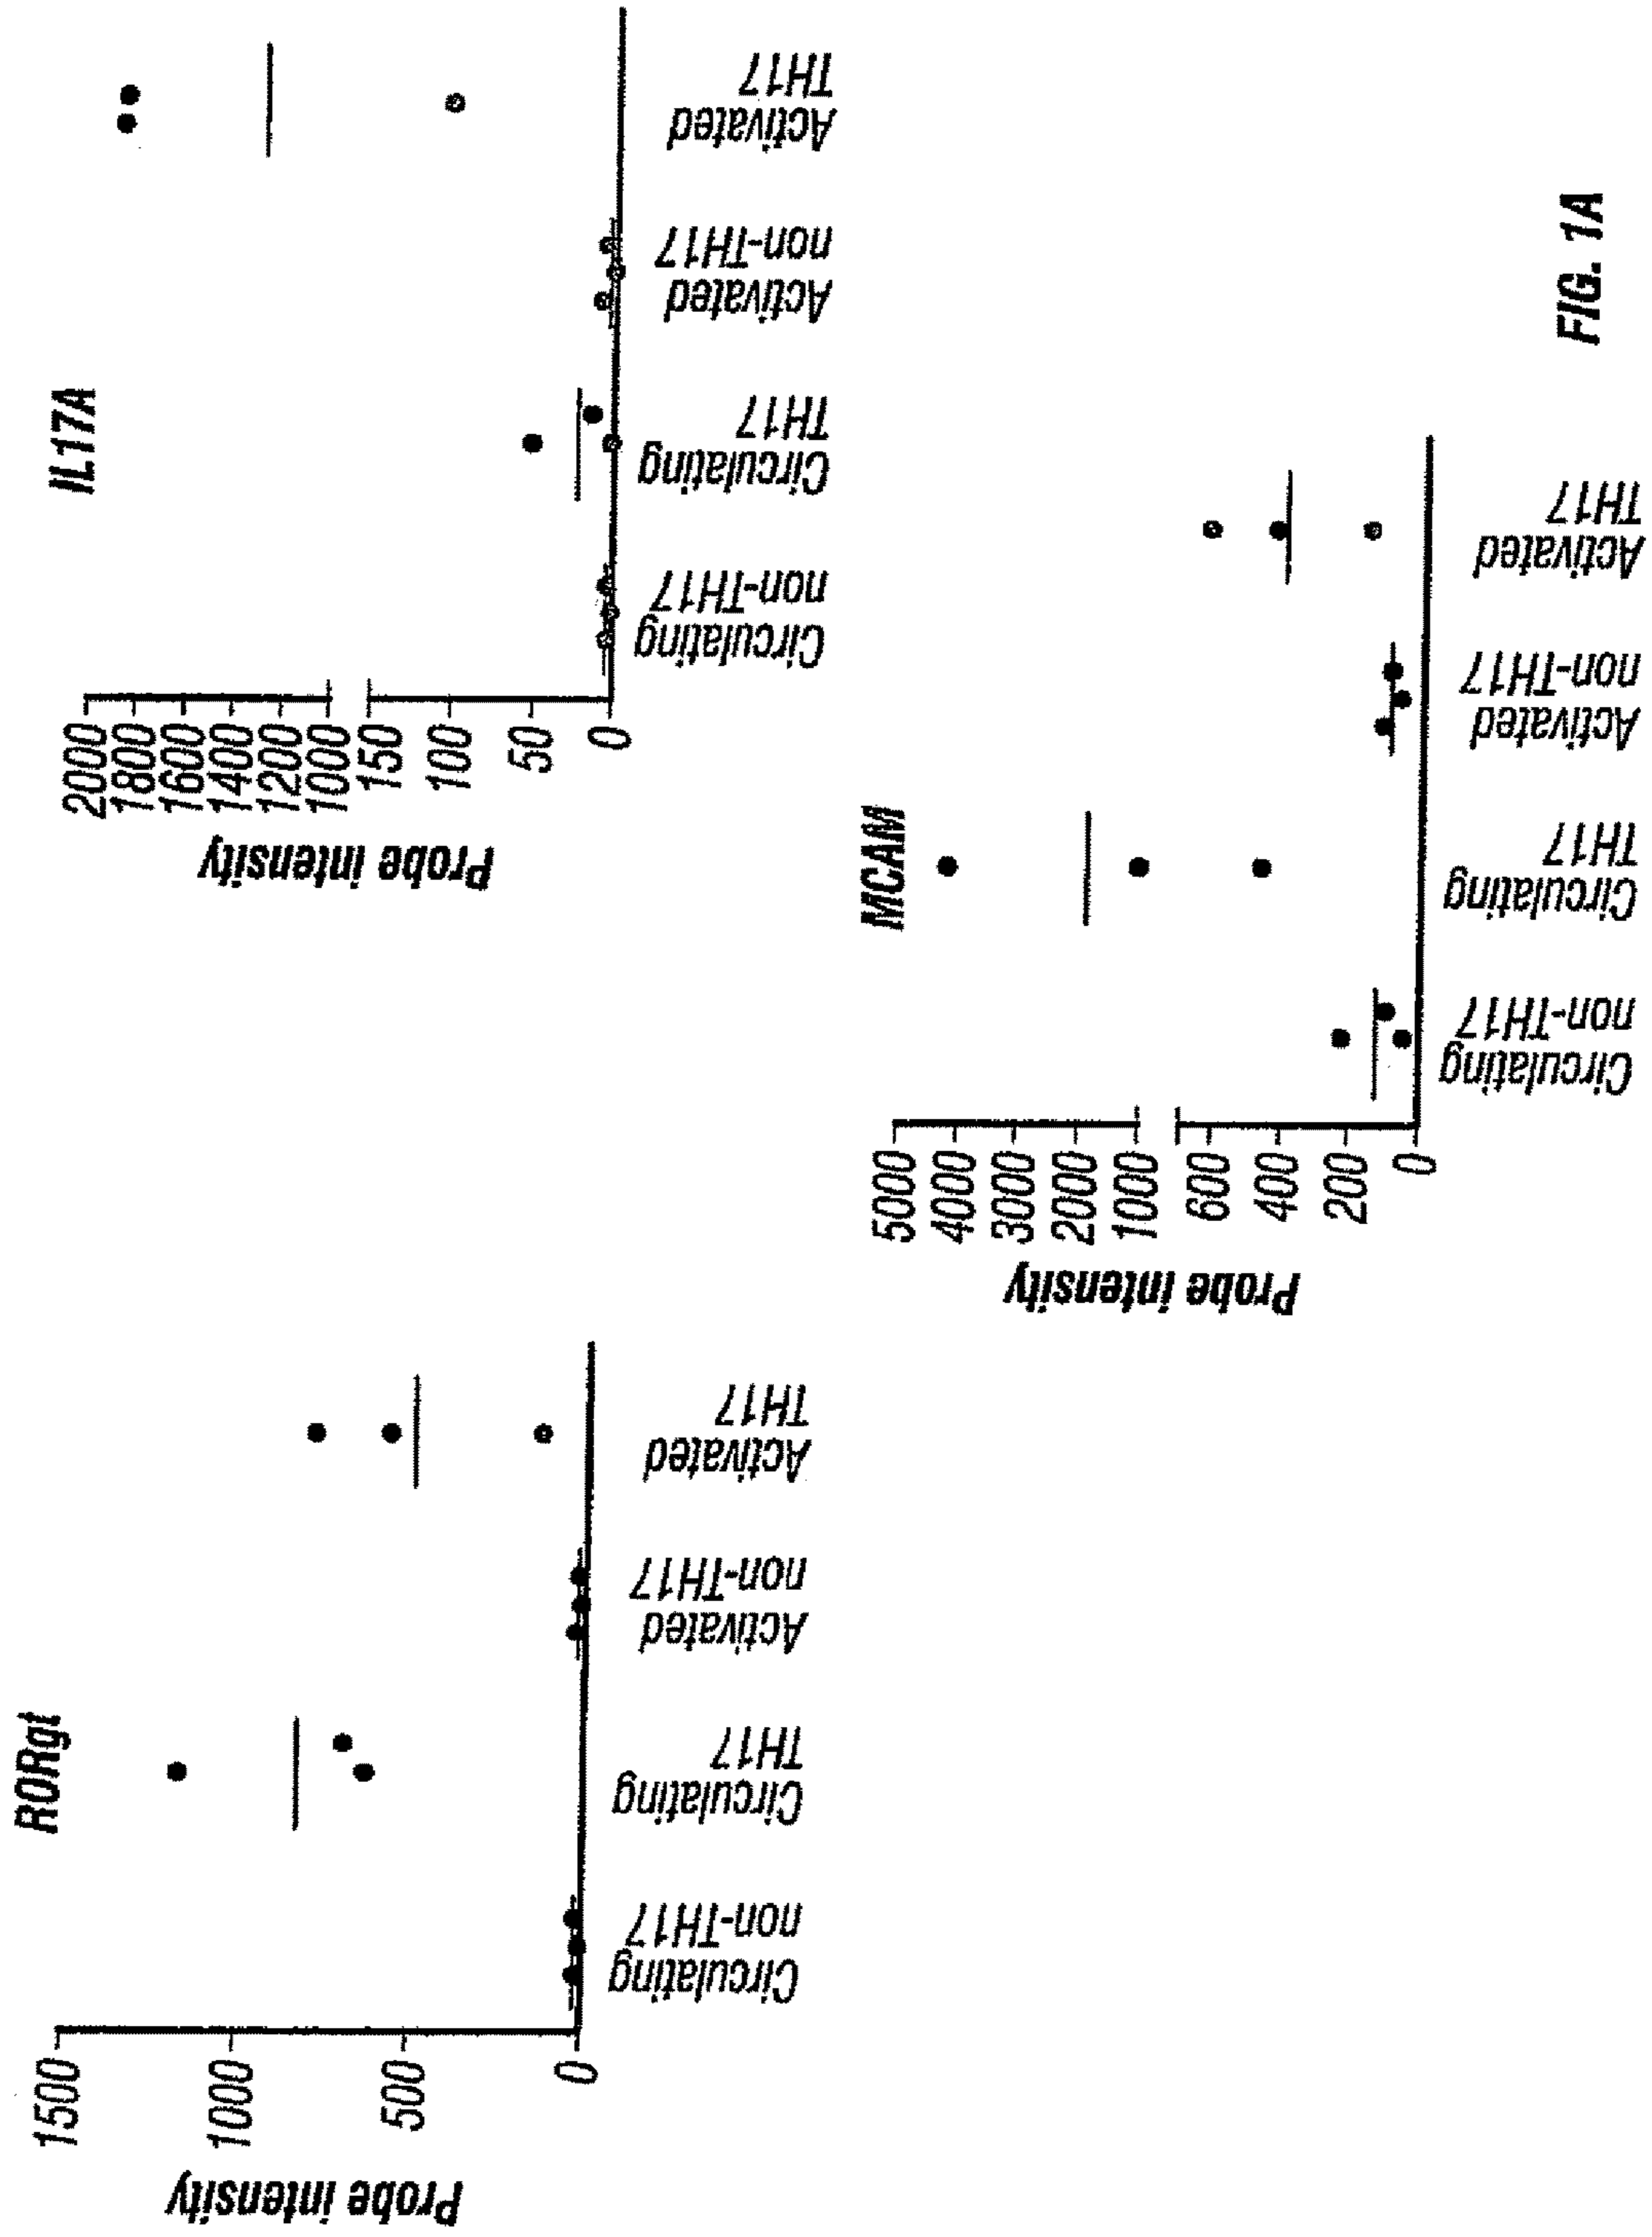 RORgt
Probe intensity
1500
1000
500
0
Circulating
non-TH17
Circulating
TH17
Activated
non-TH17
Activated
TH17
IL17A
Probe intensity
2000
1800
1600
1400
1200
1000
150
100
50
0
Circulating
non-TH17
Circulating
TH17
Activated
non-TH17
Activated
TH17
MCAM
Probe intensity
5000
4000
3000
2000
1000
600
400
200
0
Circulating
non-TH17
Circulating
TH17
Activated
non-TH17
Activated
TH17
FIG. 1A